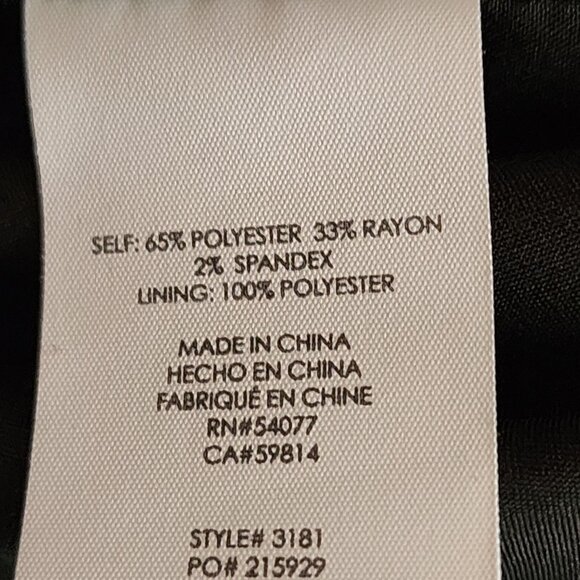 SELF: 65% POLYESTER 33% RAYON
2% SPANDEX
LINING: 100% POLYESTER
MADE IN CHINA
HECHO EN CHINA
FABRIQUÉ EN CHINE
RN#54077
CA#59814
STYLE# 3181
PO# 215929